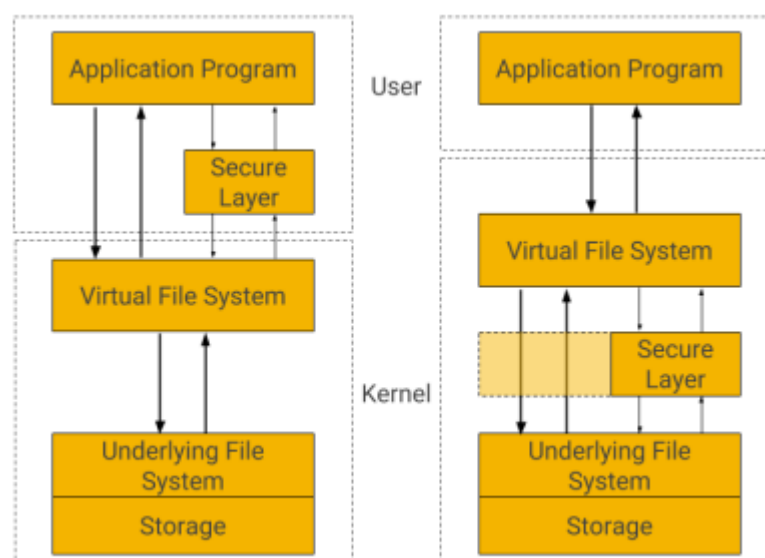 Application Program
Secure
Layer
Virtual File System
Underlying File
System
Storage
User
Kernel
Application Program
Virtual File System
Secure
Layer
Underlying File
System
Storage